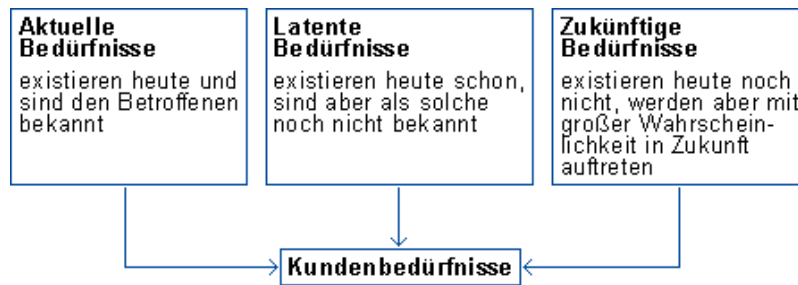 Aktuelle
Bedürfnisse
existieren heute und
sind den Betroffenen
bekannt
Latente
Bedürfnisse
existieren heute schon,
sind aber als solche
noch nicht bekannt
Zukünftige
Bedürfnisse
existieren heute noch
nicht, werden aber mit
großer Wahrschein-
lichkeit in Zukunft
auftreten
Kundenbedürfnisse